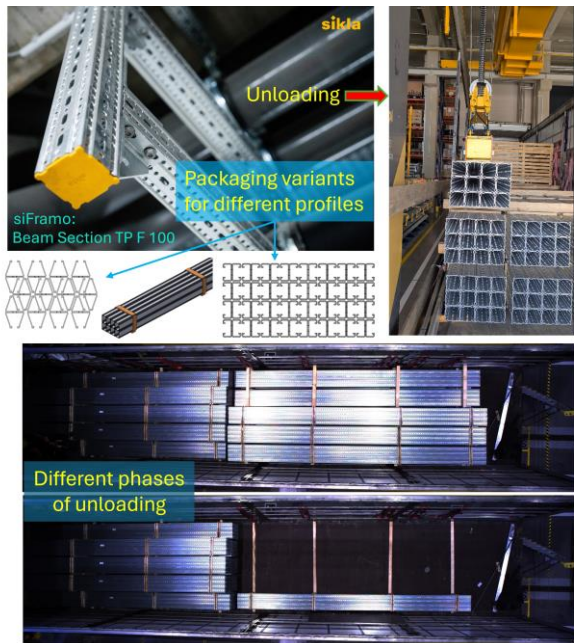 sikla
Unloading
Packaging variants
for different profiles
siFramo:
Beam Section TP F 100
Different phases
of unloading